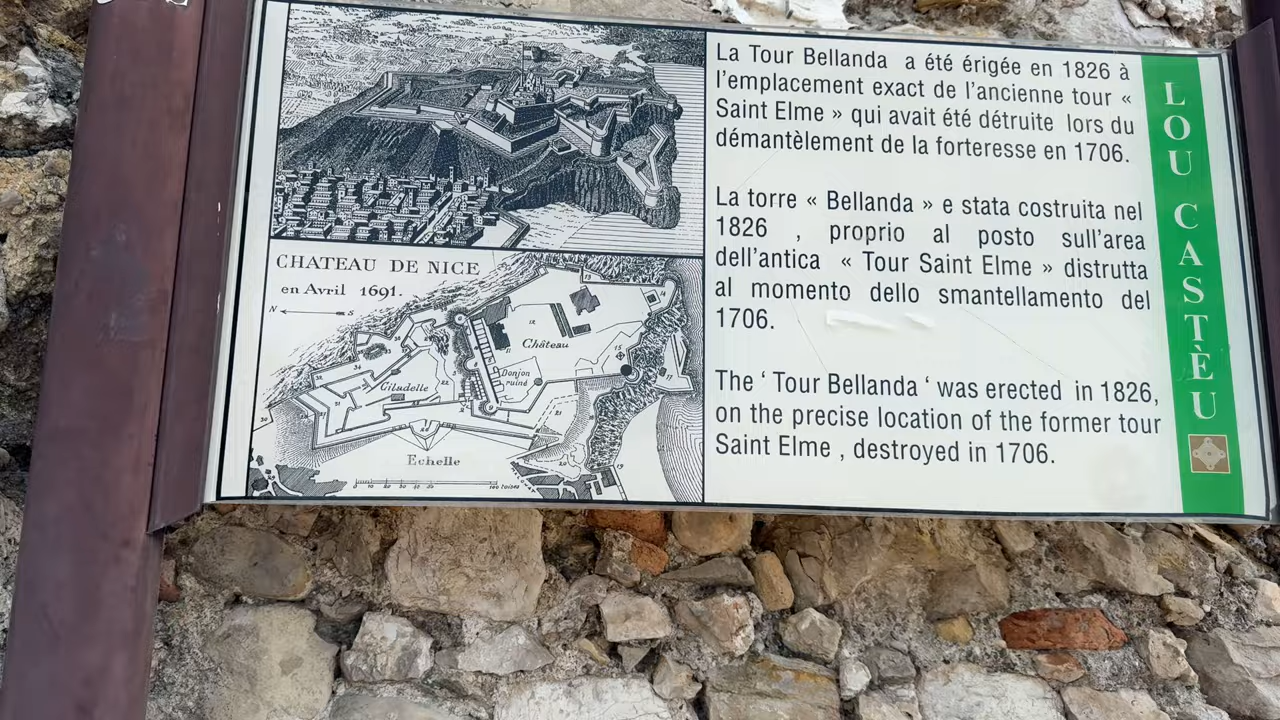 La Tour Bellanda a été érigée en 1826 à
l'emplacement exact de l'ancienne tour «
Saint Elme » qui avait été détruite lors du
démantèlement de la forteresse en 1706.
La torre « Bellanda » e stata costruita nel
1826 , proprio al posto sull'area
dell'antica « Tour Saint Elme » distrutta
al momento dello smantellamento del
1706.
The ‘ Tour Bellanda ‘ was erected in 1826,
on the precise location of the former tour
Saint Elme , destroyed in 1706.
LOU CASTÈU
CHATEAU DE NICE
en Avril 1691.
N S
Château
Donjon
ruiné
Citadelle
Echelle